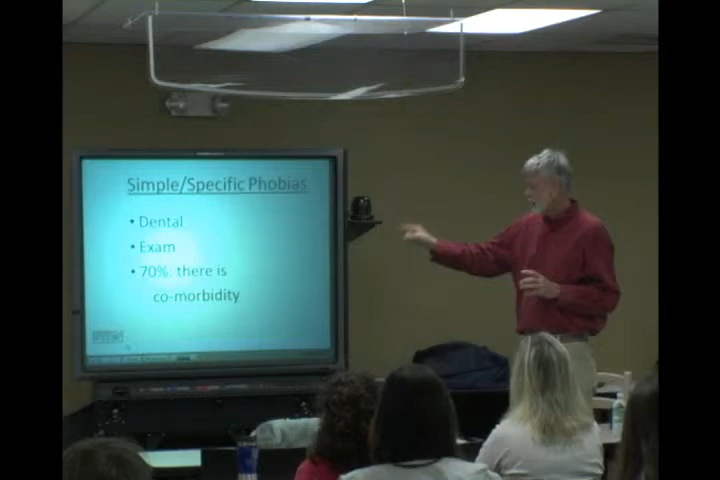 Simple/Specific Phobias
• Dental
• Exam
• 70%: there is
co-morbidity